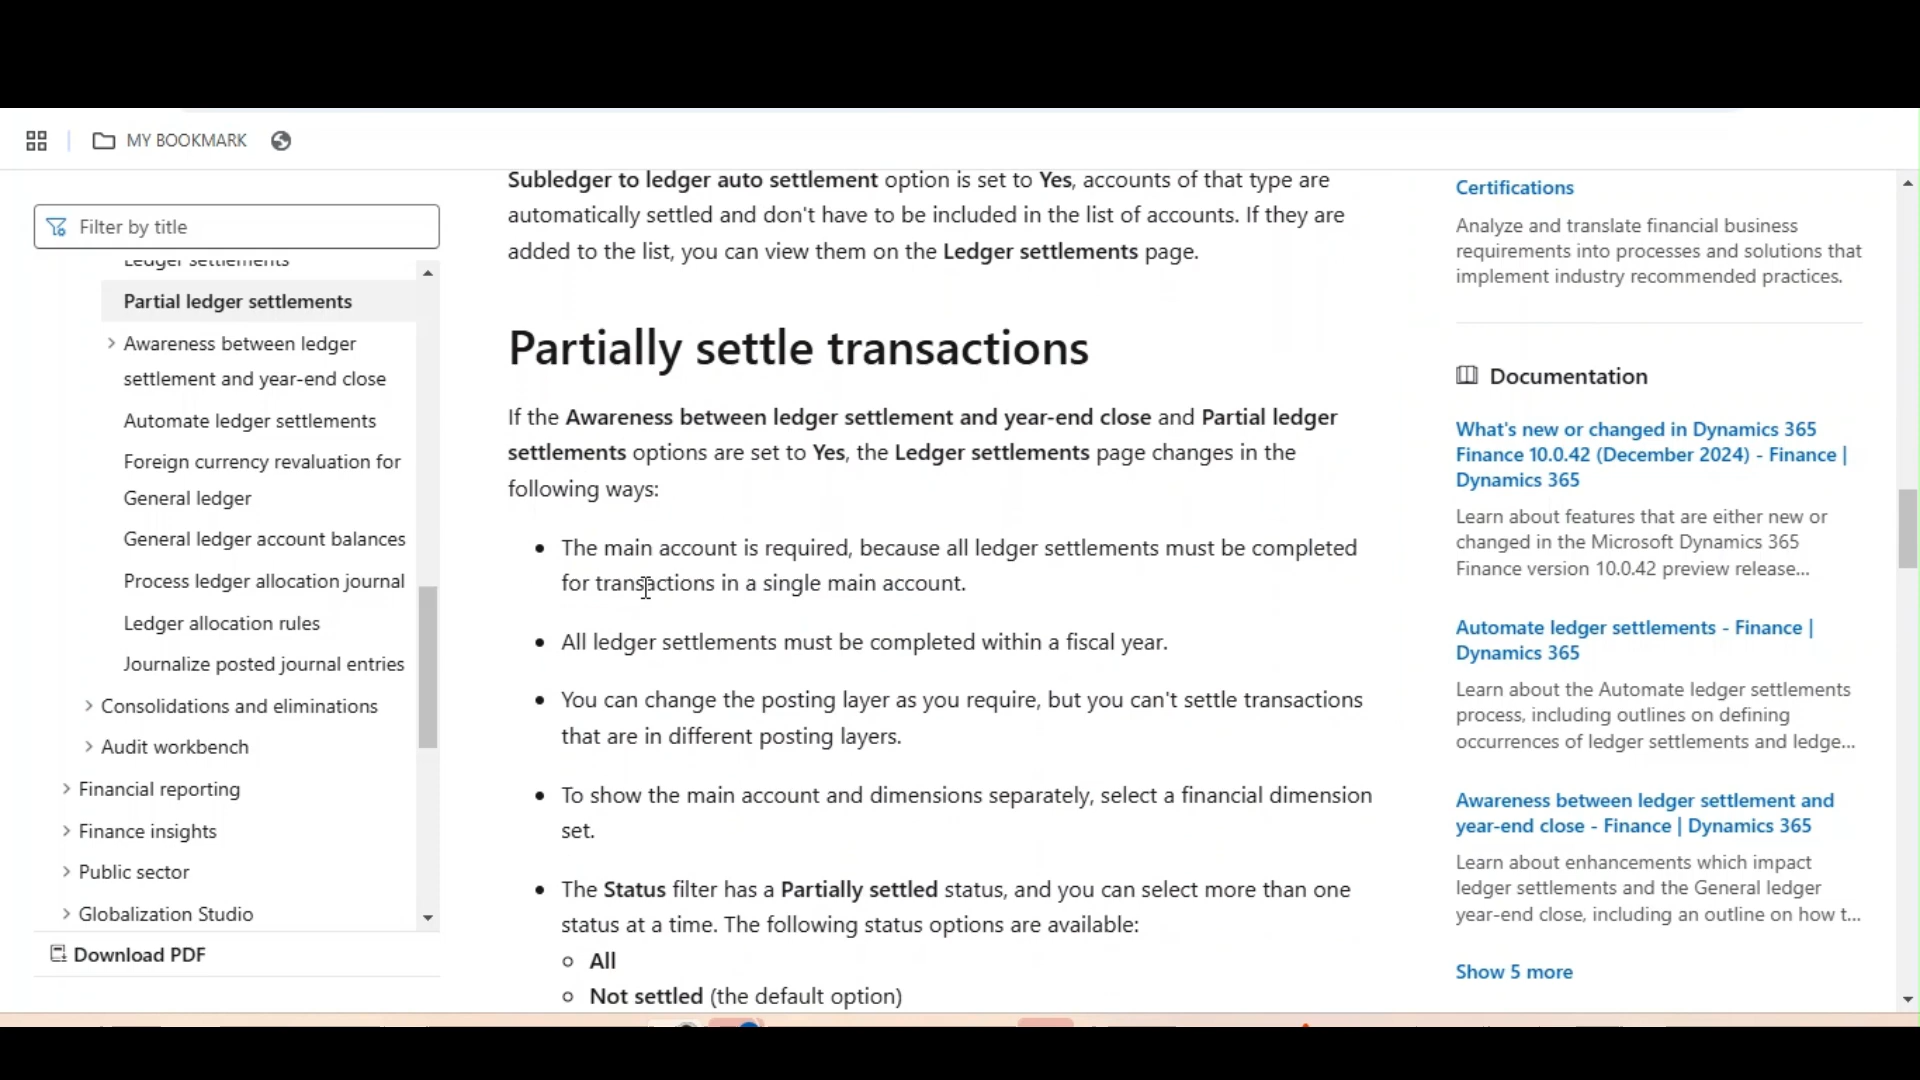 MY BOOKMARK
Filter by title
Ledger settlements
Partial ledger settlements
Awareness between ledger
settlement and year-end close
Automate ledger settlements
Foreign currency revaluation for
General ledger
General ledger account balances
Process ledger allocation journal
Ledger allocation rules
Journalize posted journal entries
Consolidations and eliminations
Audit workbench
Financial reporting
Finance insights
Public sector
Globalization Studio
Download PDF
Subledger to ledger auto settlement option is set to Yes, accounts of that type are
automatically settled and don't have to be included in the list of accounts. If they are
added to the list, you can view them on the Ledger settlements page.
Partially settle transactions
If the Awareness between ledger settlement and year-end close and Partial ledger
settlements options are set to Yes, the Ledger settlements page changes in the
following ways:
• The main account is required, because all ledger settlements must be completed
for transactions in a single main account.
• All ledger settlements must be completed within a fiscal year.
• You can change the posting layer as you require, but you can't settle transactions
that are in different posting layers.
• To show the main account and dimensions separately, select a financial dimension
set.
• The Status filter has a Partially settled status, and you can select more than one
status at a time. The following status options are available:
○ All
○ Not settled (the default option)
Certifications
Analyze and translate financial business
requirements into processes and solutions that
implement industry recommended practices.
Documentation
What's new or changed in Dynamics 365
Finance 10.0.42 (December 2024) - Finance |
Dynamics 365
Learn about features that are either new or
changed in the Microsoft Dynamics 365
Finance version 10.0.42 preview release...
Automate ledger settlements - Finance |
Dynamics 365
Learn about the Automate ledger settlements
process, including outlines on defining
occurrences of ledger settlements and ledge...
Awareness between ledger settlement and
year-end close - Finance | Dynamics 365
Learn about enhancements which impact
ledger settlements and the General ledger
year-end close, including an outline on how t...
Show 5 more